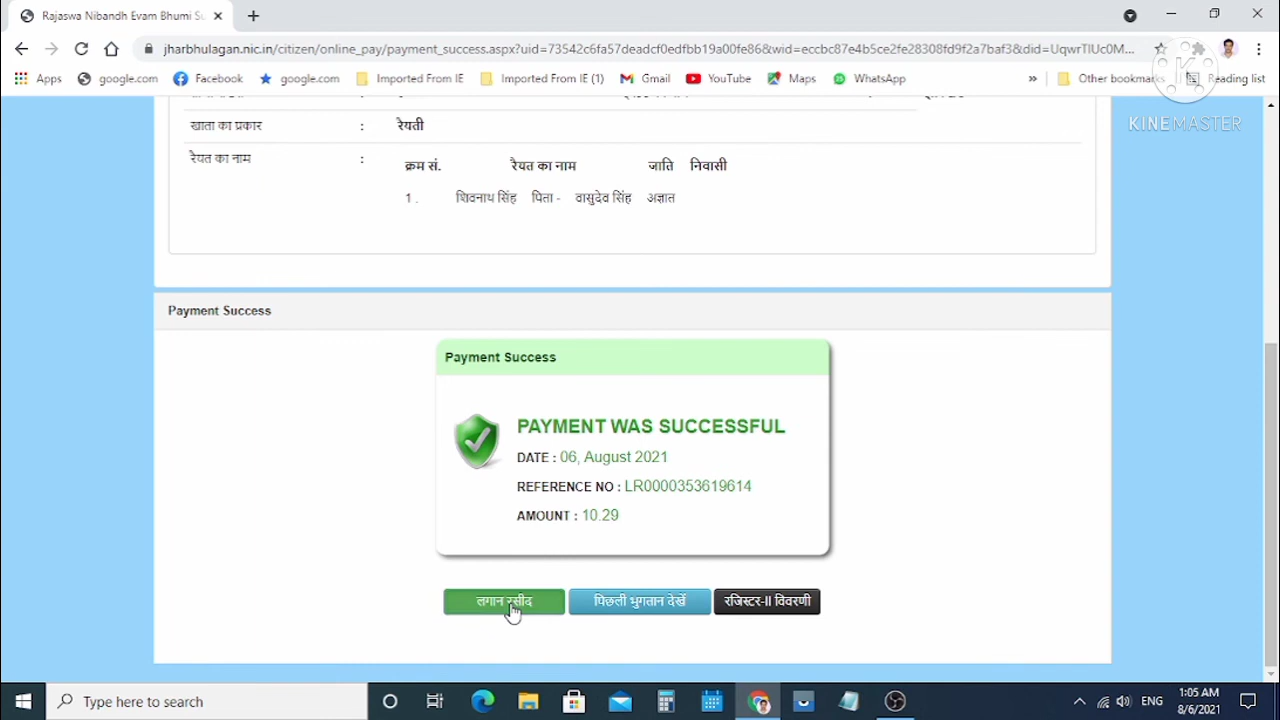 Rajaswa Nibandh Evam Bhumi Su
jharbhulagan.nic.in/citizen/online_pay/payment_success.aspx?uid=73542c6fa57deadcf0edfbb19a00fe86&wid=eccbc87e4b5ce2fe28308fd9f2a7baf3&did=UqwrTlUc0M...
Apps google.com Facebook google.com Imported From IE Imported From IE (1) Gmail YouTube Maps WhatsApp » Other bookmarks Reading list
KINEMASTER
खाता का प्रकार : रैयती
रैयत का नाम : क्रम सं. रैयत का नाम जाति निवासी
1 . शिवनाथ सिंह पिता - वासुदेव सिंह अज्ञात
Payment Success
Payment Success
PAYMENT WAS SUCCESSFUL
DATE : 06, August 2021
REFERENCE NO : LR0000353619614
AMOUNT : 10.29
लगान रसीद पिछली भुगतान देखें रजिस्टर-II विवरणी
Type here to search ENG 1:05 AM
8/6/2021